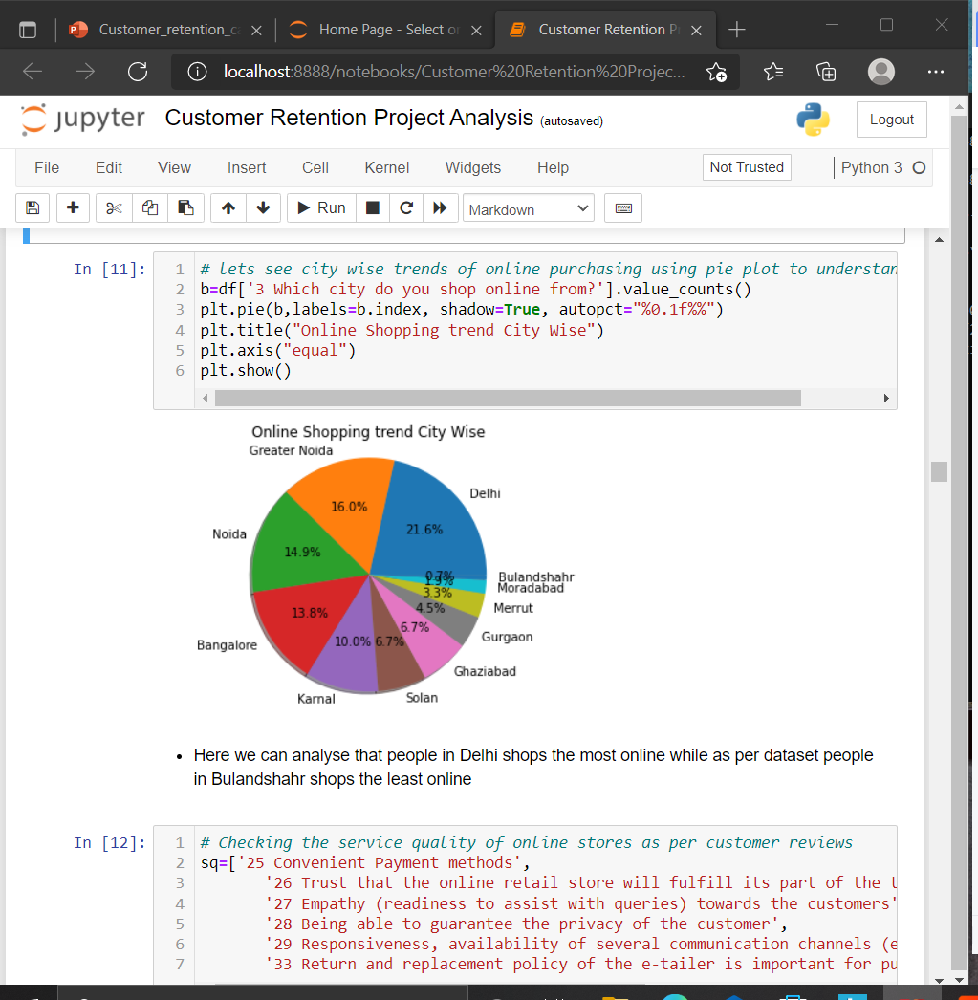 Customer_retention_c
Home Page - Select or
Customer Retention P
localhost:8888/notebooks/Customer%20Retention%20Projec...
jupyter Customer Retention Project Analysis (autosaved)
Logout
File Edit View Insert Cell Kernel Widgets Help
Not Trusted
Python 3
Run
Markdown
In [11]:
1 # lets see city wise trends of online purchasing using pie plot to understan
2 b=df['3 Which city do you shop online from?'].value_counts()
3 plt.pie(b,labels=b.index, shadow=True, autopct="%0.1f%%")
4 plt.title("Online Shopping trend City Wise")
5 plt.axis("equal")
6 plt.show()
Online Shopping trend City Wise
Greater Noida
Delhi
16.0%
21.6%
Noida
14.9%
0.7%
Bulandshahr
1.9%
Moradabad
3.3%
Merrut
4.5%
13.8%
6.7%
Gurgaon
Bangalore
10.0%
6.7%
Ghaziabad
Karnal
Solan
• Here we can analyse that people in Delhi shops the most online while as per dataset people
in Bulandshahr shops the least online
In [12]:
1 # Checking the service quality of online stores as per customer reviews
2 sq=['25 Convenient Payment methods',
3 '26 Trust that the online retail store will fulfill its part of the t
4 '27 Empathy (readiness to assist with queries) towards the customers'
5 '28 Being able to guarantee the privacy of the customer',
6 '29 Responsiveness, availability of several communication channels (e
7 '33 Return and replacement policy of the e-tailer is important for pu